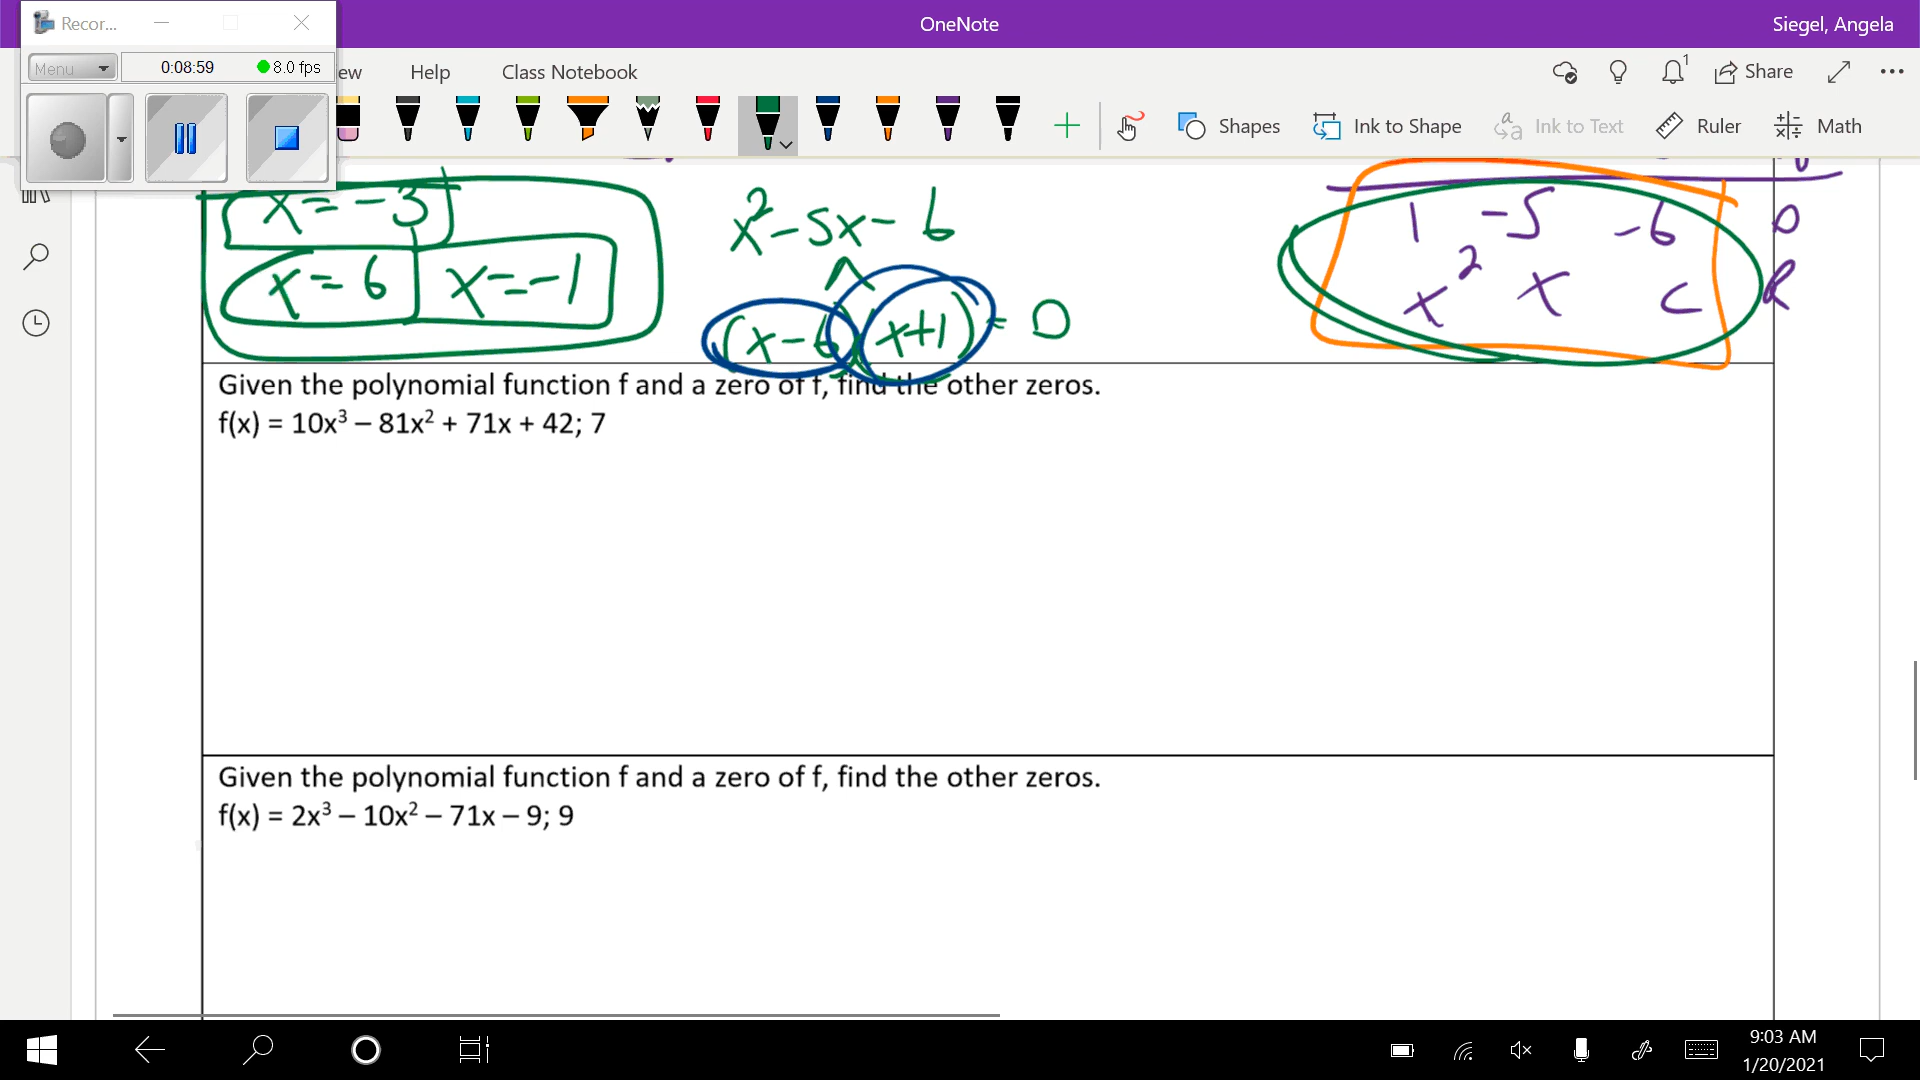 Recor...
OneNote
Siegel, Angela
Menu
0:08:59
8.0 fps
ew
Help
Class Notebook
1
Share
Shapes
Ink to Shape
Ink to Text
Ruler
Math
x = -3
x = 6 x = -1
x² - 5x - 6
(x - 6)(x+1) = 0
1 -5 -6 0
x² x c R
Given the polynomial function f and a zero of f, find the other zeros.
f(x) = 10x³ – 81x² + 71x + 42; 7
Given the polynomial function f and a zero of f, find the other zeros.
f(x) = 2x³ – 10x² – 71x – 9; 9
9:03 AM
1/20/2021